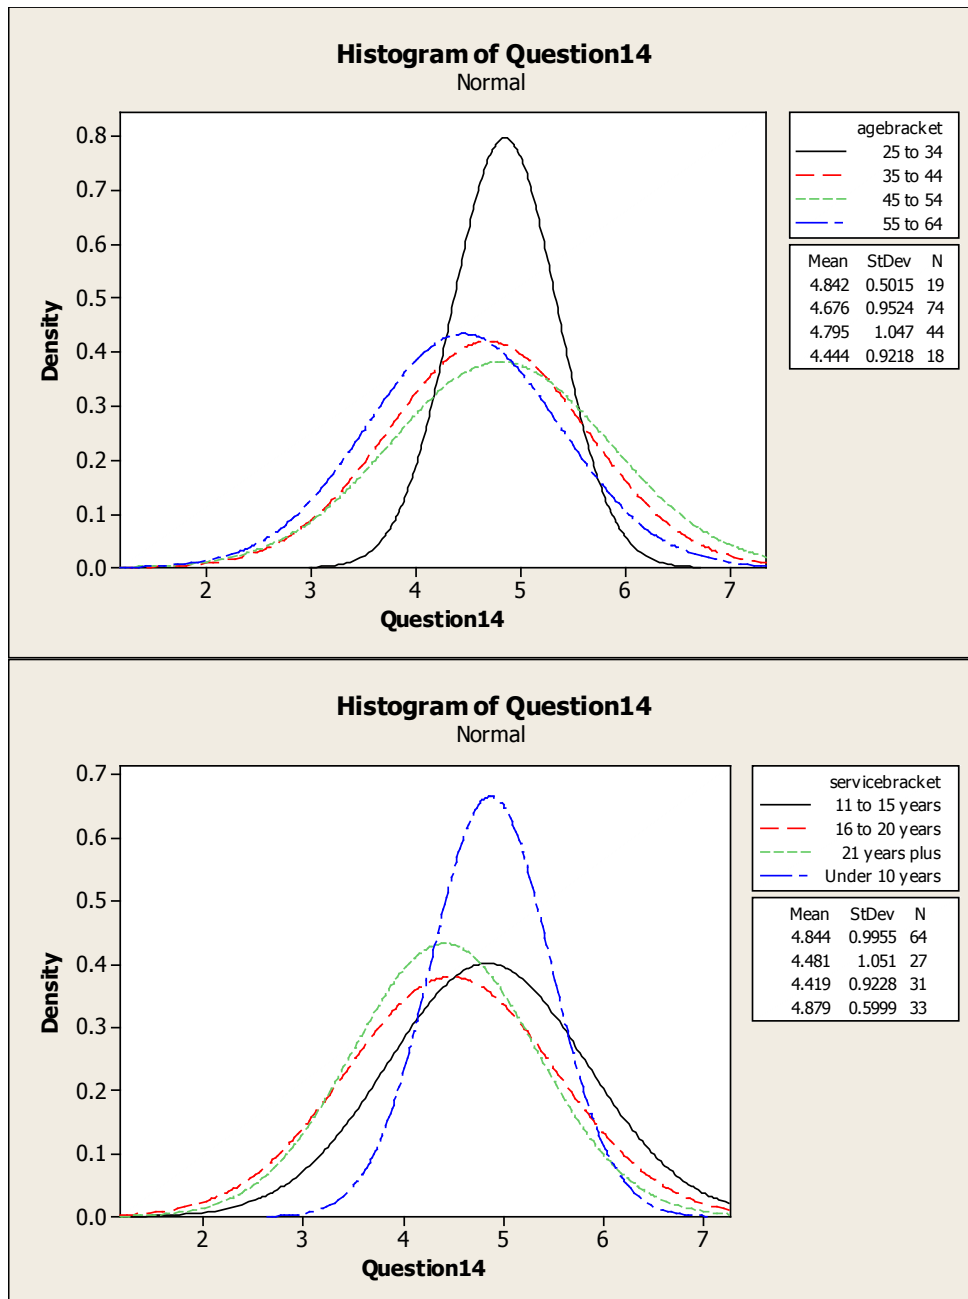 Histogram of Question14
Normal
0.8
0.7
0.6
0.5
0.4
0.3
0.2
0.1
0.0
Density
2 3 4 5 6 7
Question14
agebracket
25 to 34
35 to 44
45 to 54
55 to 64
Mean StDev N
4.842 0.5015 19
4.676 0.9524 74
4.795 1.047 44
4.444 0.9218 18
Histogram of Question14
Normal
0.7
0.6
0.5
0.4
0.3
0.2
0.1
0.0
Density
2 3 4 5 6 7
Question14
servicebracket
11 to 15 years
16 to 20 years
21 years plus
Under 10 years
Mean StDev N
4.844 0.9955 64
4.481 1.051 27
4.419 0.9228 31
4.879 0.5999 33